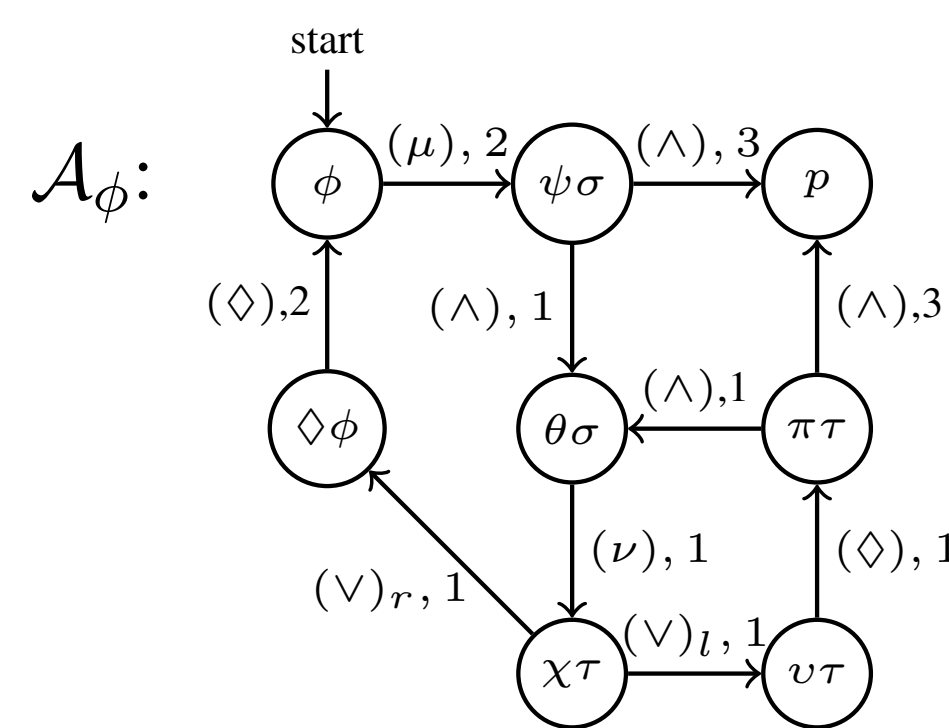 start
𝒜_ϕ:
ϕ
(μ), 2
ψσ
(∧), 3
p
(◇),2
(∧), 1
(∧),3
◇ϕ
θσ
(∧),1
πτ
(∨)_r, 1
(ν), 1
(◇), 1
χτ
(∨)_l, 1
υτ